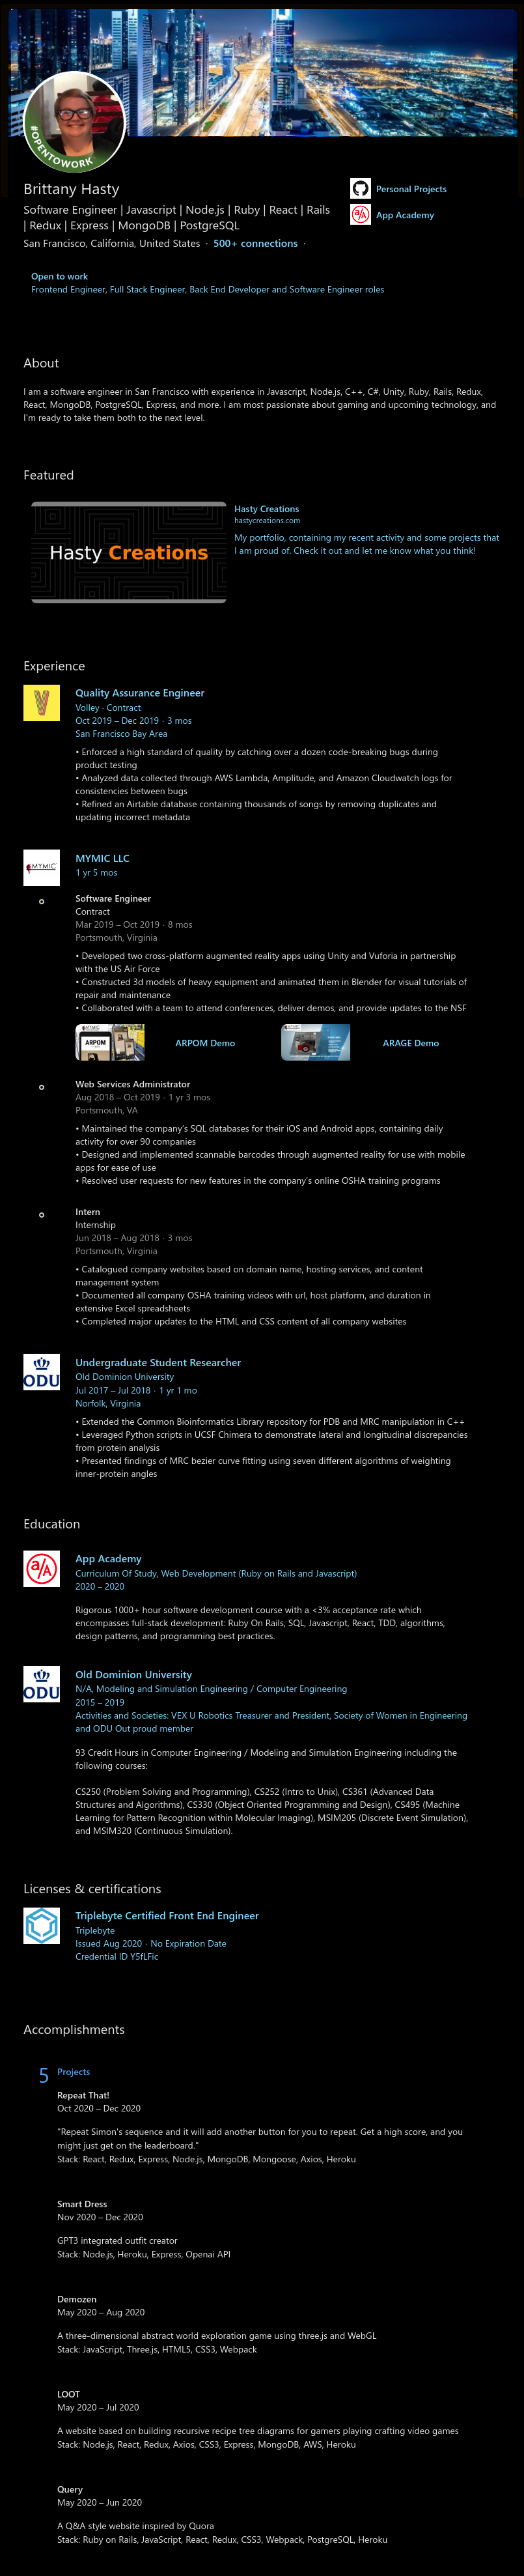 #OPENTOWORK
Brittany Hasty
Personal Projects
Software Engineer | Javascript | Node.js | Ruby | React | Rails
| Redux | Express | MongoDB | PostgreSQL
App Academy
San Francisco, California, United States · 500+ connections ·
Open to work
Frontend Engineer, Full Stack Engineer, Back End Developer and Software Engineer roles
About
I am a software engineer in San Francisco with experience in Javascript, Node.js, C++, C#, Unity, Ruby, Rails, Redux,
React, MongoDB, PostgreSQL, Express, and more. I am most passionate about gaming and upcoming technology, and
I'm ready to take them both to the next level.
Featured
Hasty Creations
Hasty Creations
hastycreations.com
My portfolio, containing my recent activity and some projects that
I am proud of. Check it out and let me know what you think!
Experience
Quality Assurance Engineer
Volley · Contract
Oct 2019 – Dec 2019 · 3 mos
San Francisco Bay Area
• Enforced a high standard of quality by catching over a dozen code-breaking bugs during
product testing
• Analyzed data collected through AWS Lambda, Amplitude, and Amazon Cloudwatch logs for
consistencies between bugs
• Refined an Airtable database containing thousands of songs by removing duplicates and
updating incorrect metadata
MYMIC
MYMIC LLC
1 yr 5 mos
Software Engineer
Contract
Mar 2019 – Oct 2019 · 8 mos
Portsmouth, Virginia
• Developed two cross-platform augmented reality apps using Unity and Vuforia in partnership
with the US Air Force
• Constructed 3d models of heavy equipment and animated them in Blender for visual tutorials of
repair and maintenance
• Collaborated with a team to attend conferences, deliver demos, and provide updates to the NSF
ARPOM
ARPOM Demo
ARAGE Demo
Web Services Administrator
Aug 2018 – Oct 2019 · 1 yr 3 mos
Portsmouth, VA
• Maintained the company's SQL databases for their iOS and Android apps, containing daily
activity for over 90 companies
• Designed and implemented scannable barcodes through augmented reality for use with mobile
apps for ease of use
• Resolved user requests for new features in the company's online OSHA training programs
Intern
Internship
Jun 2018 – Aug 2018 · 3 mos
Portsmouth, Virginia
• Catalogued company websites based on domain name, hosting services, and content
management system
• Documented all company OSHA training videos with url, host platform, and duration in
extensive Excel spreadsheets
• Completed major updates to the HTML and CSS content of all company websites
ODU
Undergraduate Student Researcher
Old Dominion University
Jul 2017 – Jul 2018 · 1 yr 1 mo
Norfolk, Virginia
• Extended the Common Bioinformatics Library repository for PDB and MRC manipulation in C++
• Leveraged Python scripts in UCSF Chimera to demonstrate lateral and longitudinal discrepancies
from protein analysis
• Presented findings of MRC bezier curve fitting using seven different algorithms of weighting
inner-protein angles
Education
App Academy
Curriculum Of Study, Web Development (Ruby on Rails and Javascript)
2020 – 2020
Rigorous 1000+ hour software development course with a <3% acceptance rate which
encompasses full-stack development: Ruby On Rails, SQL, Javascript, React, TDD, algorithms,
design patterns, and programming best practices.
ODU
Old Dominion University
N/A, Modeling and Simulation Engineering / Computer Engineering
2015 – 2019
Activities and Societies: VEX U Robotics Treasurer and President, Society of Women in Engineering
and ODU Out proud member
93 Credit Hours in Computer Engineering / Modeling and Simulation Engineering including the
following courses:
CS250 (Problem Solving and Programming), CS252 (Intro to Unix), CS361 (Advanced Data
Structures and Algorithms), CS330 (Object Oriented Programming and Design), CS495 (Machine
Learning for Pattern Recognition within Molecular Imaging), MSIM205 (Discrete Event Simulation),
and MSIM320 (Continuous Simulation).
Licenses & certifications
Triplebyte Certified Front End Engineer
Triplebyte
Issued Aug 2020 · No Expiration Date
Credential ID Y5fLFic
Accomplishments
5 Projects
Repeat That!
Oct 2020 – Dec 2020
"Repeat Simon's sequence and it will add another button for you to repeat. Get a high score, and you
might just get on the leaderboard."
Stack: React, Redux, Express, Node.js, MongoDB, Mongoose, Axios, Heroku
Smart Dress
Nov 2020 – Dec 2020
GPT3 integrated outfit creator
Stack: Node.js, Heroku, Express, Openai API
Demozen
May 2020 – Aug 2020
A three-dimensional abstract world exploration game using three.js and WebGL
Stack: JavaScript, Three.js, HTML5, CSS3, Webpack
LOOT
May 2020 – Jul 2020
A website based on building recursive recipe tree diagrams for gamers playing crafting video games
Stack: Node.js, React, Redux, Axios, CSS3, Express, MongoDB, AWS, Heroku
Query
May 2020 – Jun 2020
A Q&A style website inspired by Quora
Stack: Ruby on Rails, JavaScript, React, Redux, CSS3, Webpack, PostgreSQL, Heroku